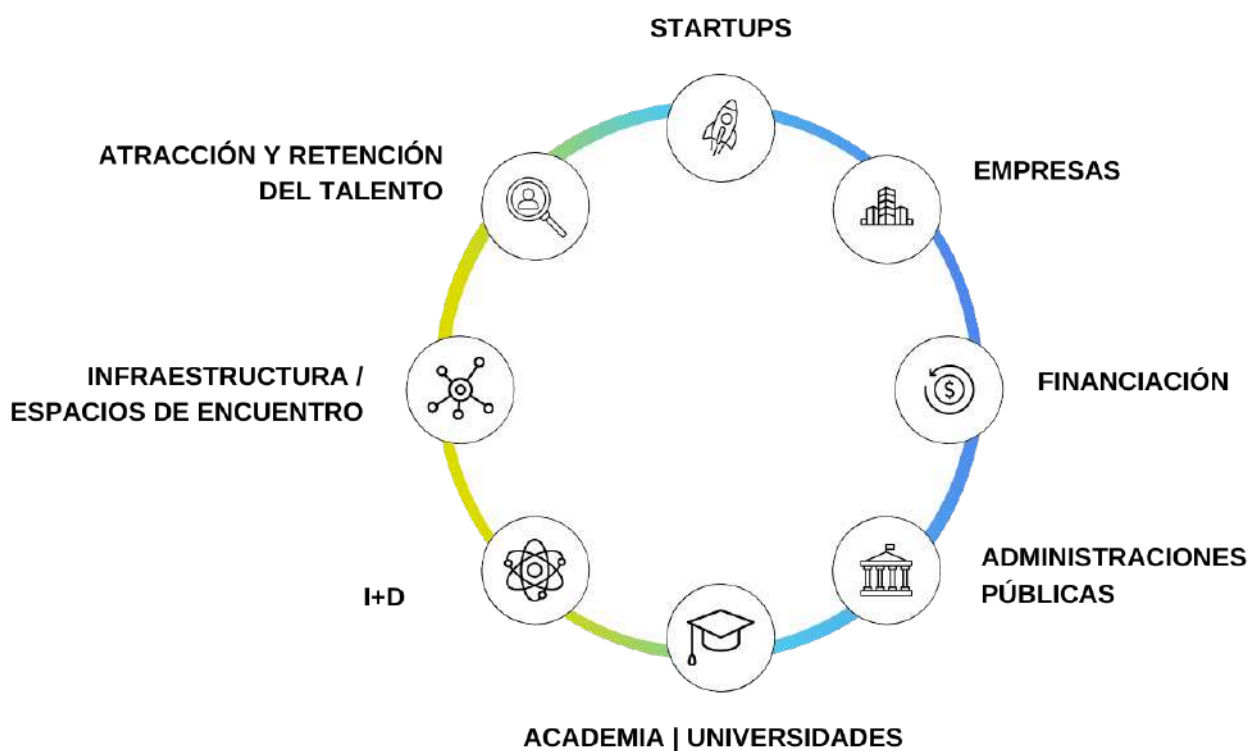 STARTUPS
EMPRESAS
FINANCIACIÓN
ADMINISTRACIONES
PÚBLICAS
ACADEMIA | UNIVERSIDADES
I+D
INFRAESTRUCTURA /
ESPACIOS DE ENCUENTRO
ATRACCIÓN Y RETENCIÓN
DEL TALENTO
$